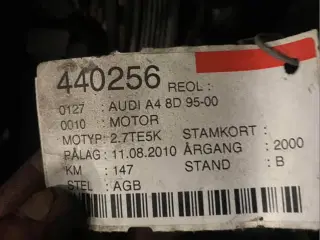 440256 REOL:
0127 : AUDI A4 8D 95-00
0010 : MOTOR
MOTYP: 2.7TE5K STAMKORT :
PÅLAG: 11.08.2010 ÅRGANG : 2000
KM : 147 STAND : B
STEL : AGB